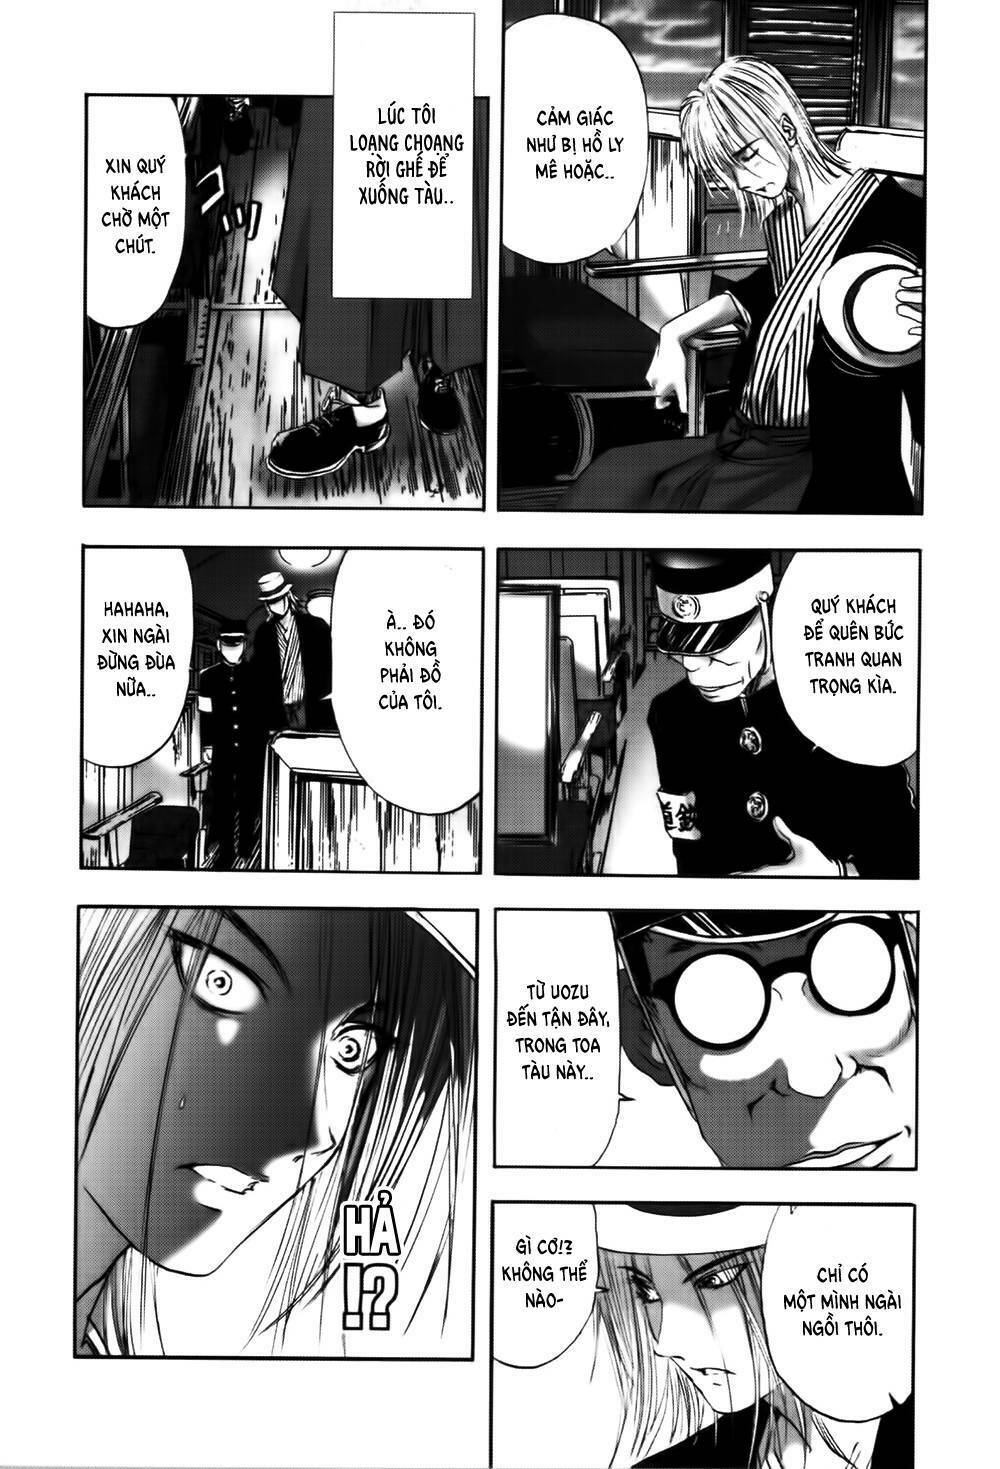 CẢM GIÁC
NHƯ BỊ HỒ LY
MÊ HOẶC..
LÚC TÔI
LOẠNG CHOẠNG
RỜI GHẾ ĐỂ
XUỐNG TÀU..
XIN QUÝ
KHÁCH
CHỜ MỘT
CHÚT.
QUÝ KHÁCH
ĐỂ QUÊN BỨC
TRANH QUAN
TRỌNG KÌA.
À.. ĐÓ
KHÔNG
PHẢI ĐỒ
CỦA TÔI.
HAHAHA,
XIN NGÀI
ĐỪNG ĐÙA
NỮA..
TỪ UOZU
ĐẾN TẬN ĐÂY,
TRONG TOA
TÀU NÀY..
CHỈ CÓ
MỘT MÌNH NGÀI
NGỒI THÔI.
GÌ CƠ!?
KHÔNG THỂ
NÀO-
HẢ
!?